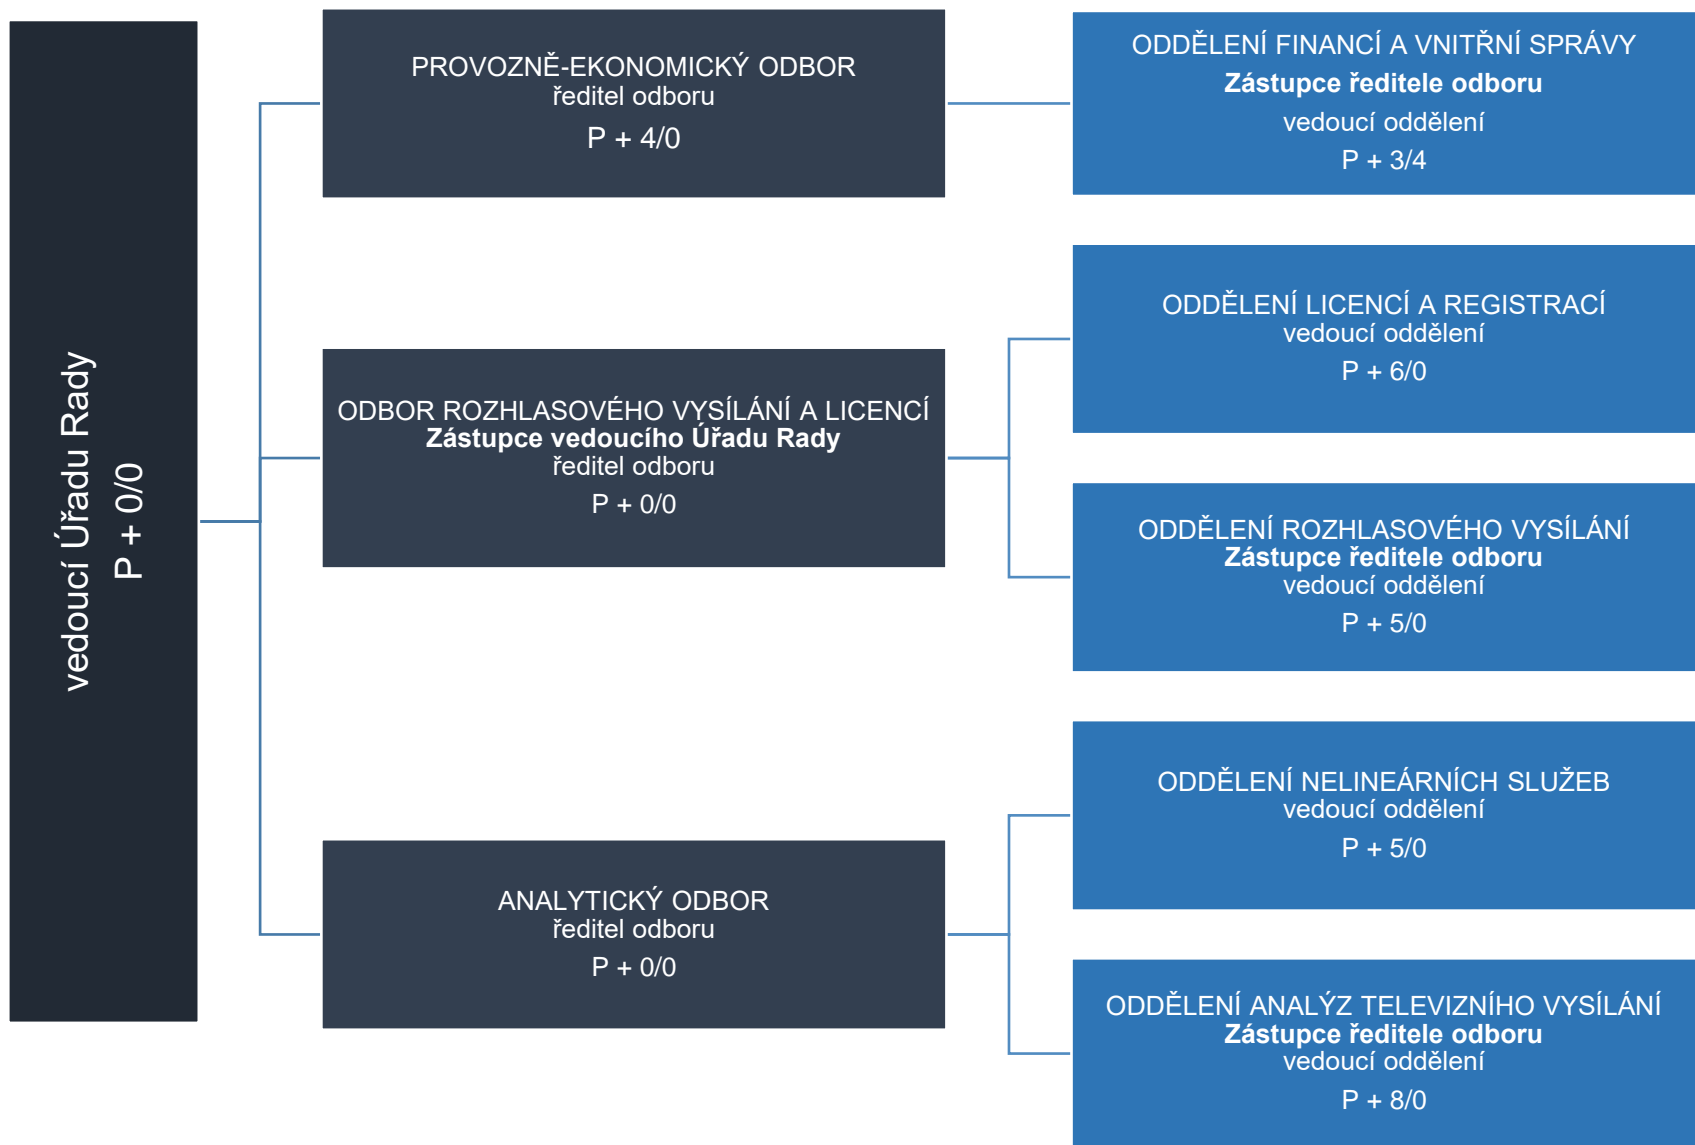 vedoucí Úřadu Rady
P + 0/0
PROVOZNĚ-EKONOMICKÝ ODBOR
ředitel odboru
P + 4/0
ODDĚLENÍ FINANCÍ A VNITŘNÍ SPRÁVY
Zástupce ředitele odboru
vedoucí oddělení
P + 3/4
ODBOR ROZHLASOVÉHO VYSÍLÁNÍ A LICENCÍ
Zástupce vedoucího Úřadu Rady
ředitel odboru
P + 0/0
ODDĚLENÍ LICENCÍ A REGISTRACÍ
vedoucí oddělení
P + 6/0
ODDĚLENÍ ROZHLASOVÉHO VYSÍLÁNÍ
Zástupce ředitele odboru
vedoucí oddělení
P + 5/0
ANALYTICKÝ ODBOR
ředitel odboru
P + 0/0
ODDĚLENÍ NELINEÁRNÍCH SLUŽEB
vedoucí oddělení
P + 5/0
ODDĚLENÍ ANALÝZ TELEVIZNÍHO VYSÍLÁNÍ
Zástupce ředitele odboru
vedoucí oddělení
P + 8/0